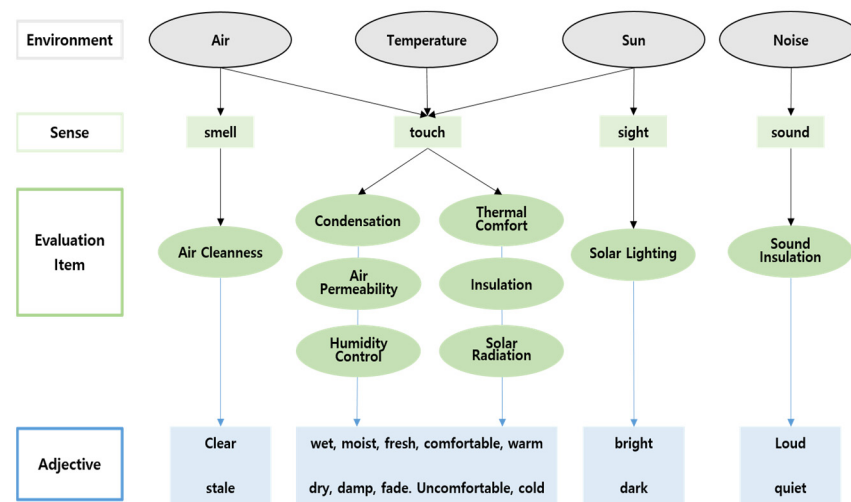 Environment
Air
Temperature
Sun
Noise
Sense
smell
touch
sight
sound
Evaluation
Item
Air Cleanness
Condensation
Air
Permeability
Humidity
Control
Thermal
Comfort
Insulation
Solar
Radiation
Solar Lighting
Sound
Insulation
Adjective
Clear
stale
wet, moist, fresh, comfortable, warm
dry, damp, fade. Uncomfortable, cold
bright
dark
Loud
quiet